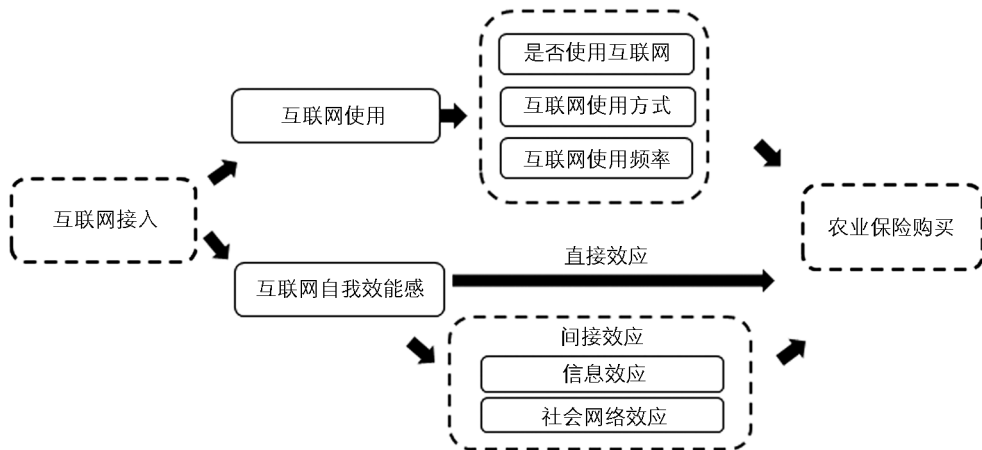 是否使用互联网
互联网使用
互联网使用方式
互联网使用频率
互联网接入
农业保险购买
直接效应
互联网自我效能感
间接效应
信息效应
社会网络效应